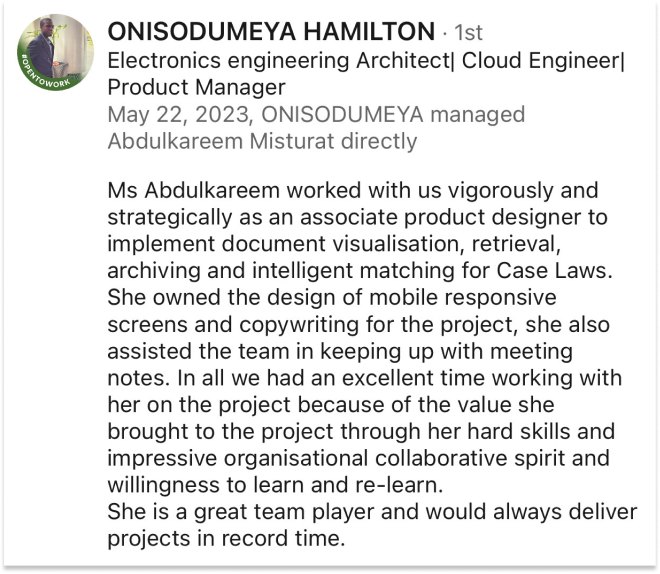 ONISODUMEYA HAMILTON · 1st
Electronics engineering Architect| Cloud Engineer|
Product Manager
May 22, 2023, ONISODUMEYA managed
Abdulkareem Misturat directly
#OPENTOWORK
Ms Abdulkareem worked with us vigorously and
strategically as an associate product designer to
implement document visualisation, retrieval,
archiving and intelligent matching for Case Laws.
She owned the design of mobile responsive
screens and copywriting for the project, she also
assisted the team in keeping up with meeting
notes. In all we had an excellent time working with
her on the project because of the value she
brought to the project through her hard skills and
impressive organisational collaborative spirit and
willingness to learn and re-learn.
She is a great team player and would always deliver
projects in record time.